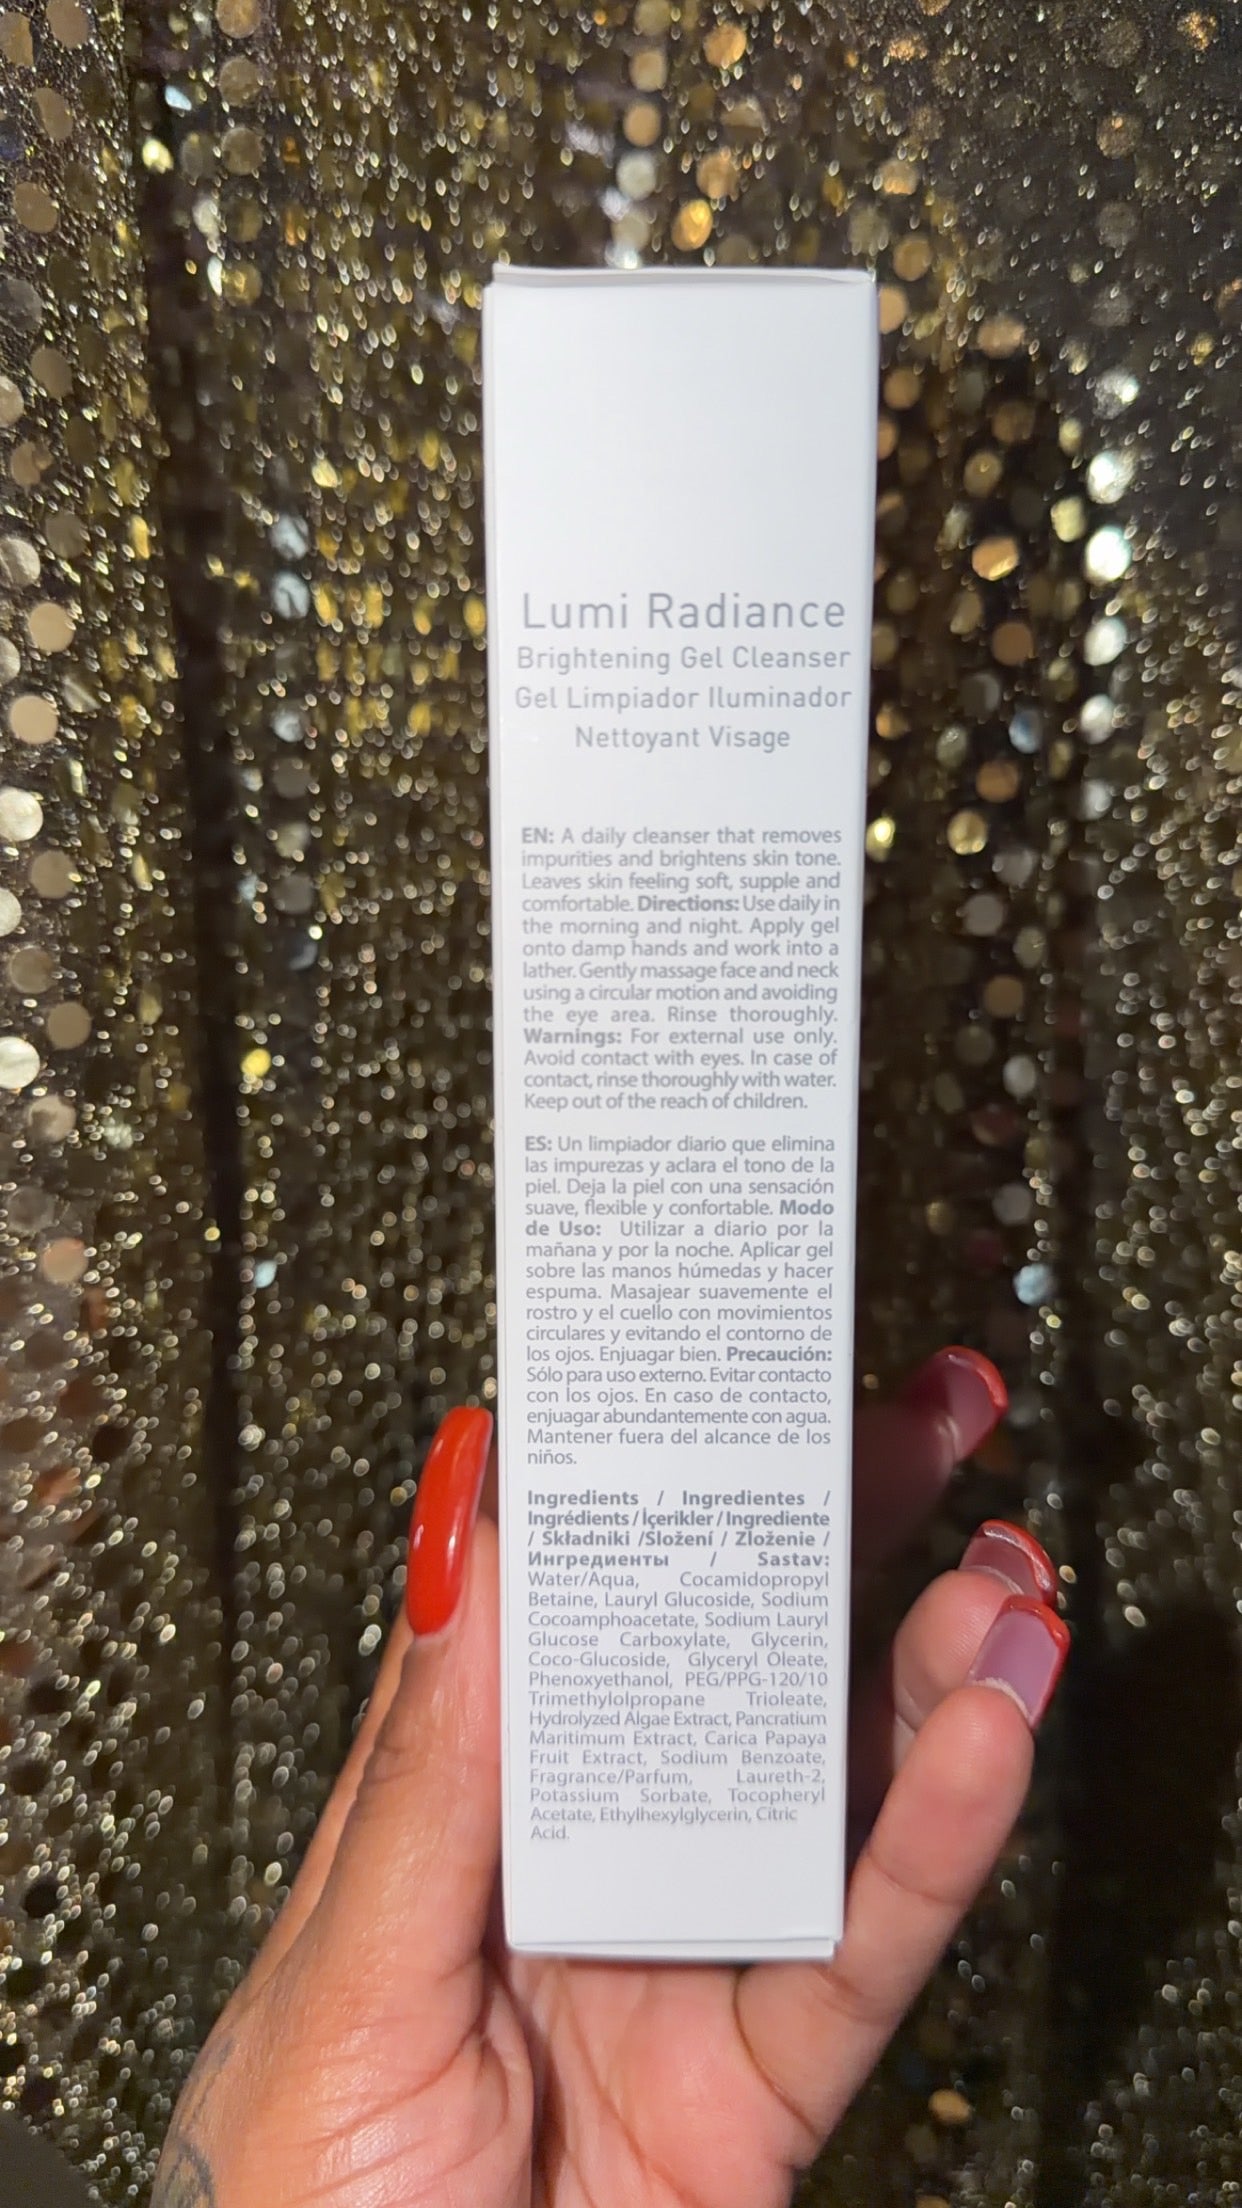 Lumi Radiance
Brightening Gel Cleanser
Gel Limpiador Iluminador
Nettoyant Visage
EN: A daily cleanser that removes
impurities and brightens skin tone.
Leaves skin feeling soft, supple and
comfortable. Directions: Use daily in
the morning and night. Apply gel
onto damp hands and work into a
lather. Gently massage face and neck
using a circular motion and avoiding
the eye area. Rinse thoroughly.
Warnings: For external use only.
Avoid contact with eyes. In case of
contact, rinse thoroughly with water.
Keep out of the reach of children.
ES: Un limpiador diario que elimina
las impurezas y aclara el tono de la
piel. Deja la piel con una sensación
suave, flexible y confortable. Modo
de Uso: Utilizar a diario por la
mañana y por la noche. Aplicar gel
sobre las manos húmedas y hacer
espuma. Masajear suavemente el
rostro y el cuello con movimientos
circulares y evitando el contorno de
los ojos. Enjuagar bien. Precaución:
Sólo para uso externo. Evitar contacto
con los ojos. En caso de contacto,
enjuagar abundantemente con agua.
Mantener fuera del alcance de los
niños.
Ingredients / Ingredientes /
Ingrédients / İçerikler / Ingrediente
/ Składniki /Složení / Zloženie /
Ингредиенты / Sastav:
Water/Aqua, Cocamidopropyl
Betaine, Lauryl Glucoside, Sodium
Cocoamphoacetate, Sodium Lauryl
Glucose Carboxylate, Glycerin,
Coco-Glucoside, Glyceryl Oleate,
Phenoxyethanol, PEG/PPG-120/10
Trimethylolpropane Trioleate,
Hydrolyzed Algae Extract, Pancratium
Maritimum Extract, Carica Papaya
Fruit Extract, Sodium Benzoate,
Fragrance/Parfum, Laureth-2,
Potassium Sorbate, Tocopheryl
Acetate, Ethylhexylglycerin, Citric
Acid.